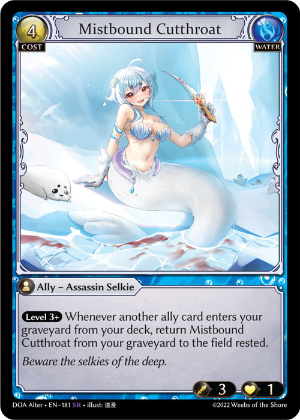 4 Mistbound Cutthroat
COST WATER
Ally – Assassin Selkie
Level 3+ Whenever another ally card enters your
graveyard from your deck, return Mistbound
Cutthroat from your graveyard to the field rested.
Beware the selkies of the deep.
3 1
DOA Alter • EN-181 SR • illust: 道漫 ©2022 Weebs of the Shore